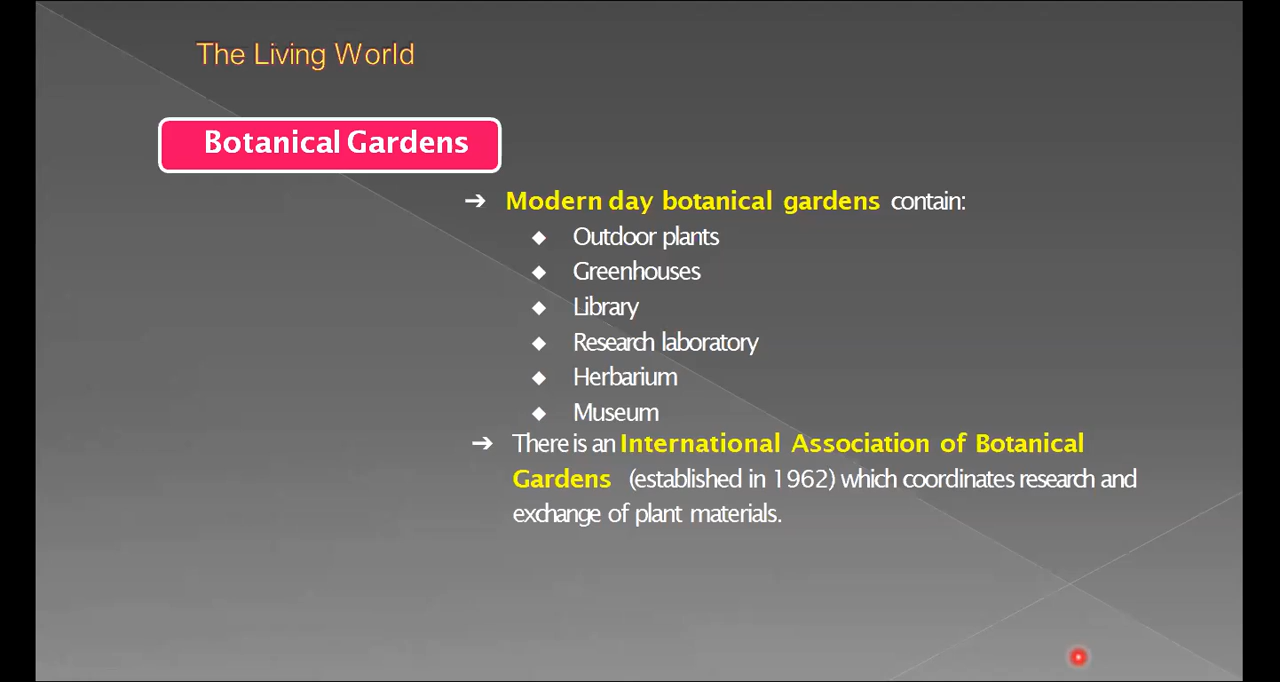 The Living World
Botanical Gardens
➔ Modern day botanical gardens contain:
◆ Outdoor plants
◆ Greenhouses
◆ Library
◆ Research laboratory
◆ Herbarium
◆ Museum
➔ There is an International Association of Botanical
Gardens (established in 1962) which coordinates research and
exchange of plant materials.